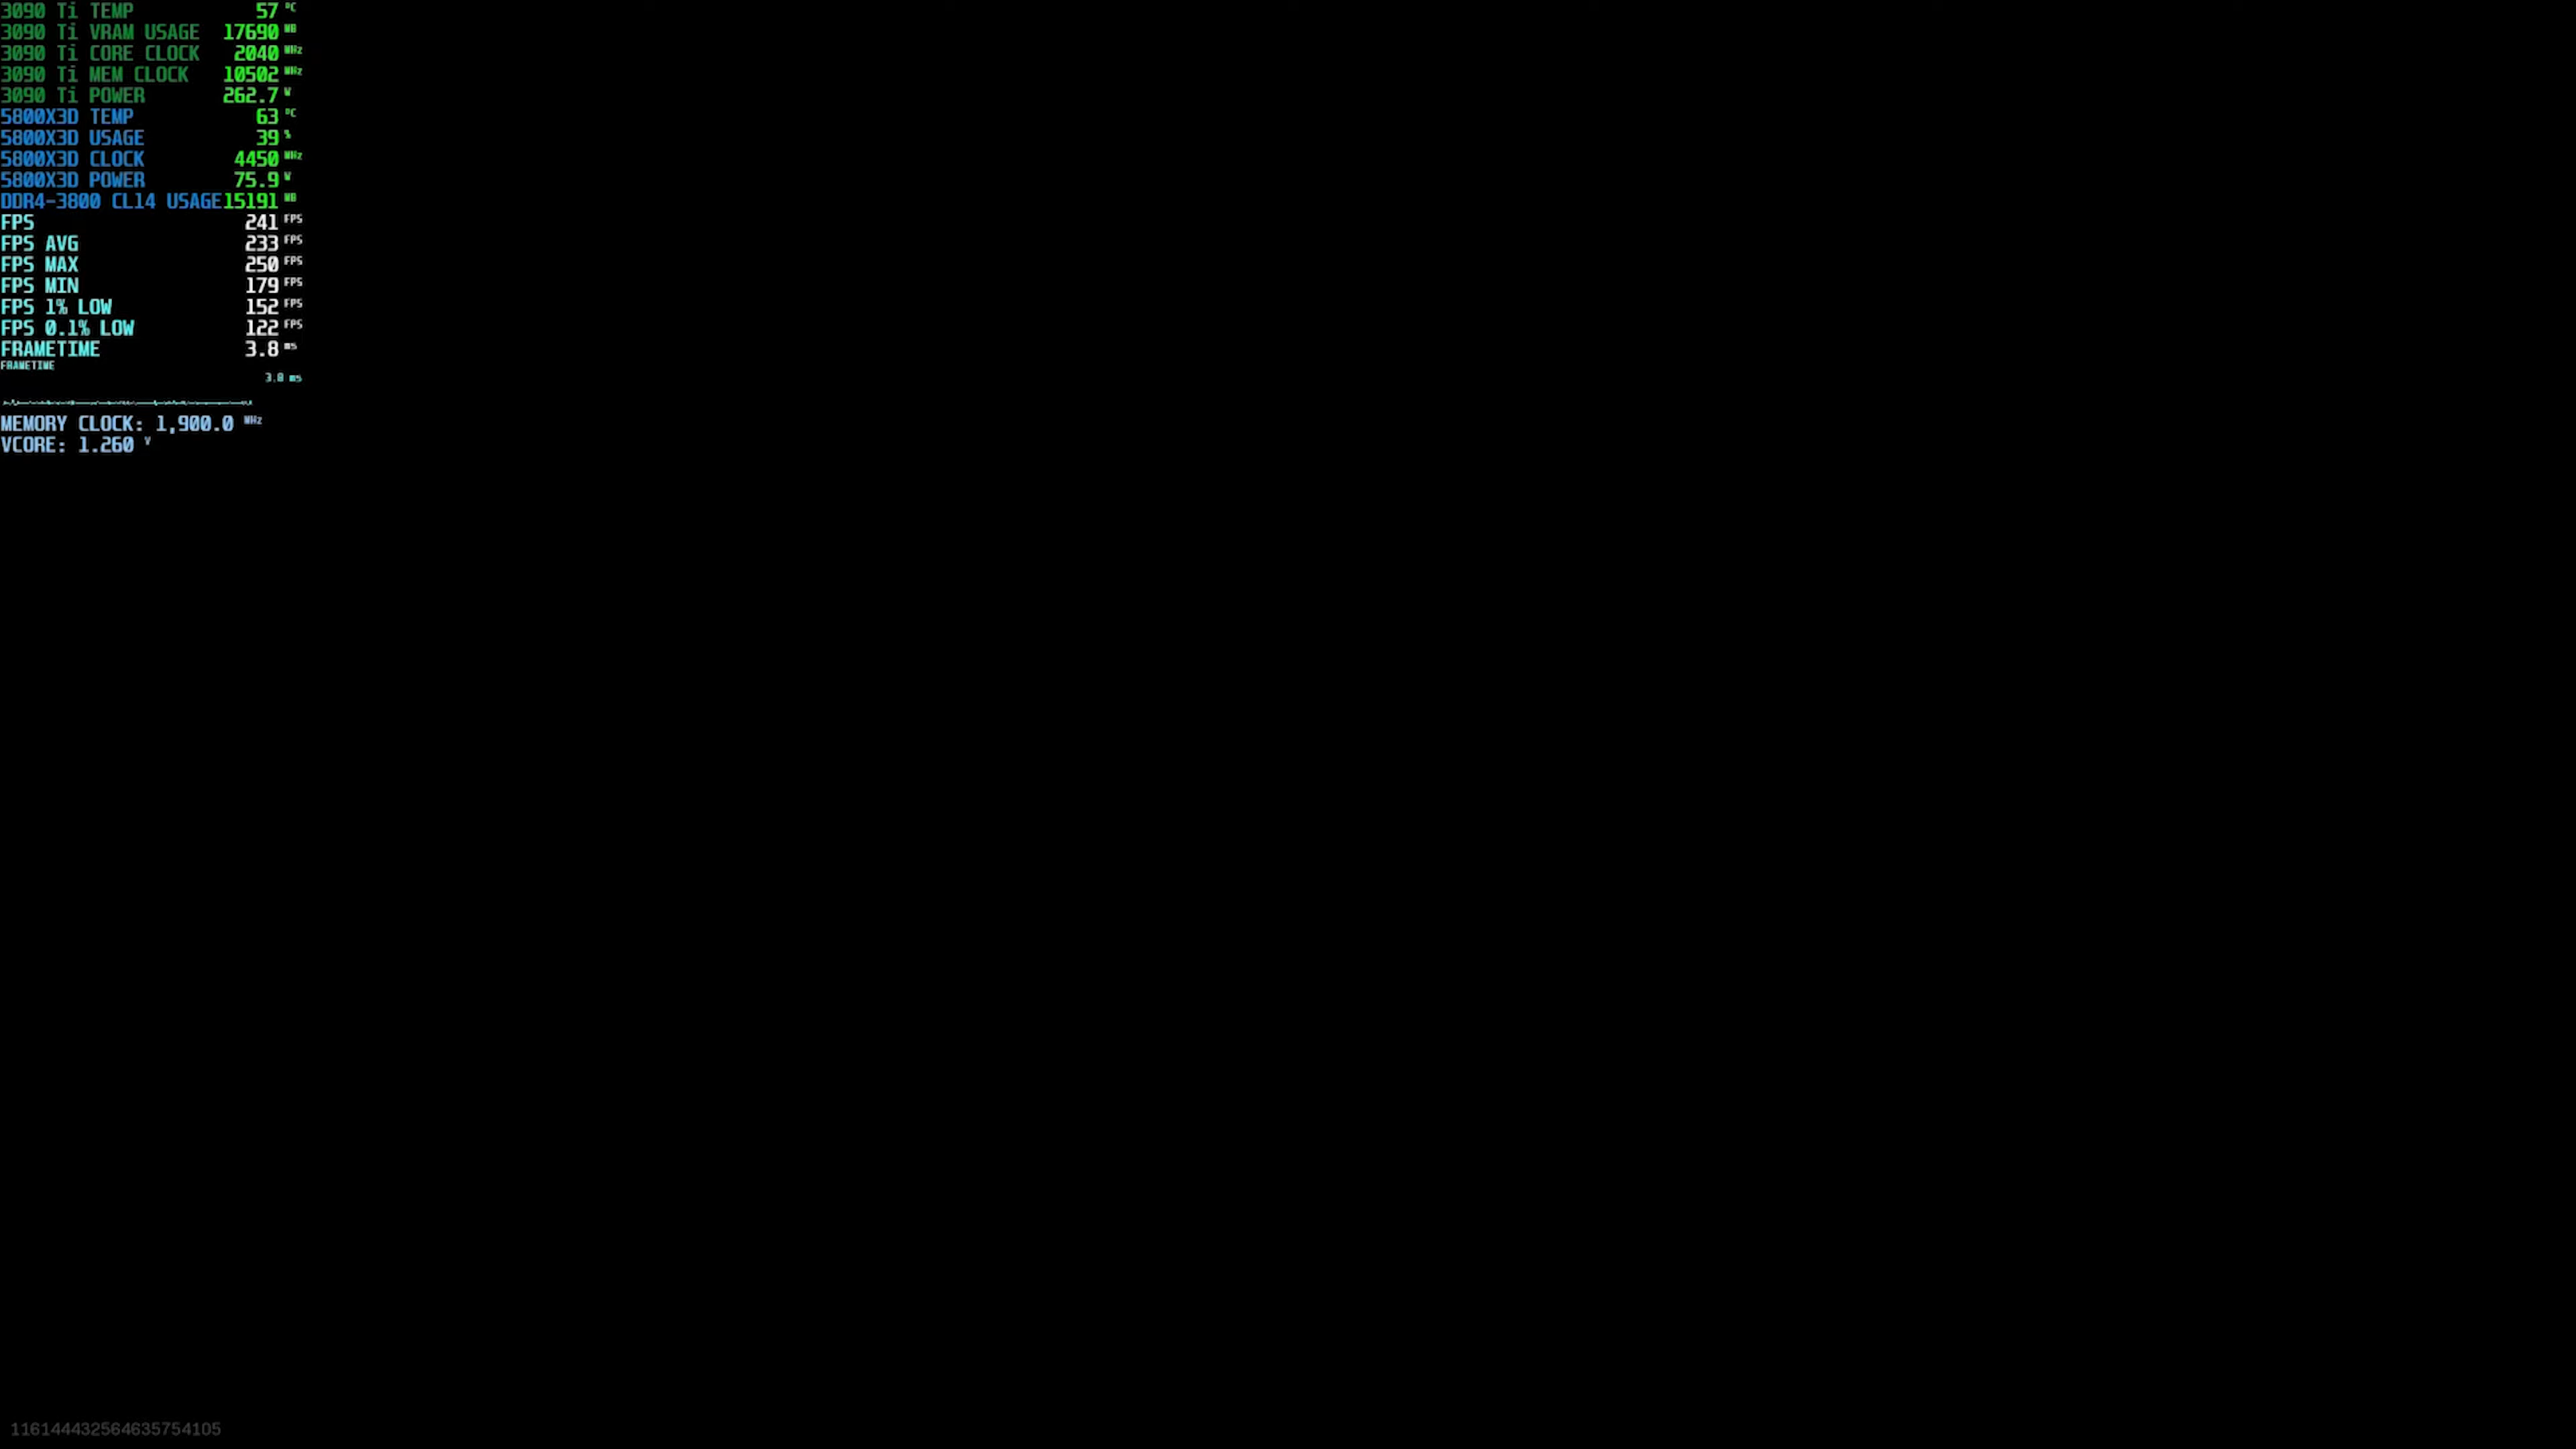 3090 Ti TEMP 57 °C
3090 Ti VRAM USAGE 17690 MB
3090 Ti CORE CLOCK 2040 MHz
3090 Ti MEM CLOCK 10502 MHz
3090 Ti POWER 262.7 W
5800X3D TEMP 63 °C
5800X3D USAGE 39 %
5800X3D CLOCK 4450 MHz
5800X3D POWER 75.9 W
DDR4-3800 CL14 USAGE 15191 MB
FPS 241 FPS
FPS AVG 233 FPS
FPS MAX 250 FPS
FPS MIN 179 FPS
FPS 1% LOW 152 FPS
FPS 0.1% LOW 122 FPS
FRAMETIME 3.8 ms
FRAMETIME
3.8 ms
MEMORY CLOCK: 1,900.0 MHz
VCORE: 1.260 V
116144432564635754105